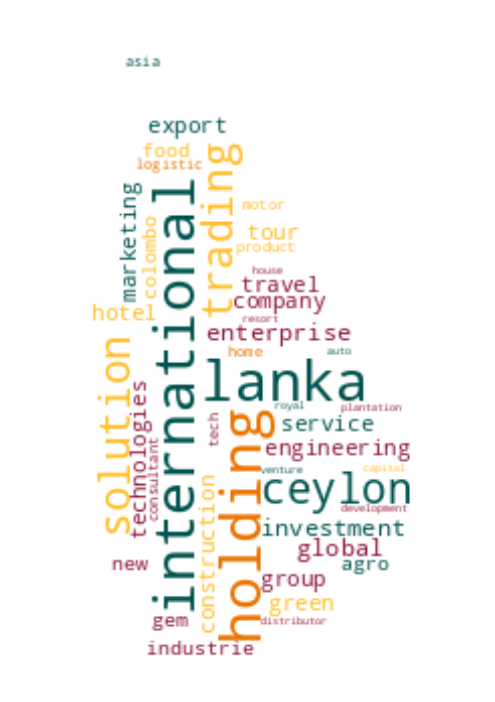 asia
export
food
logistic
trading
international
marketing
colombo
motor
tour
product
house
travel
company
hotel
resort
enterprise
solution
home
auto
lanka
technologies
royal
plantation
holding
tech
service
consultant
engineering
venture
capital
ceylon
construction
development
investment
global
new
agro
group
green
gem
distributor
industrie